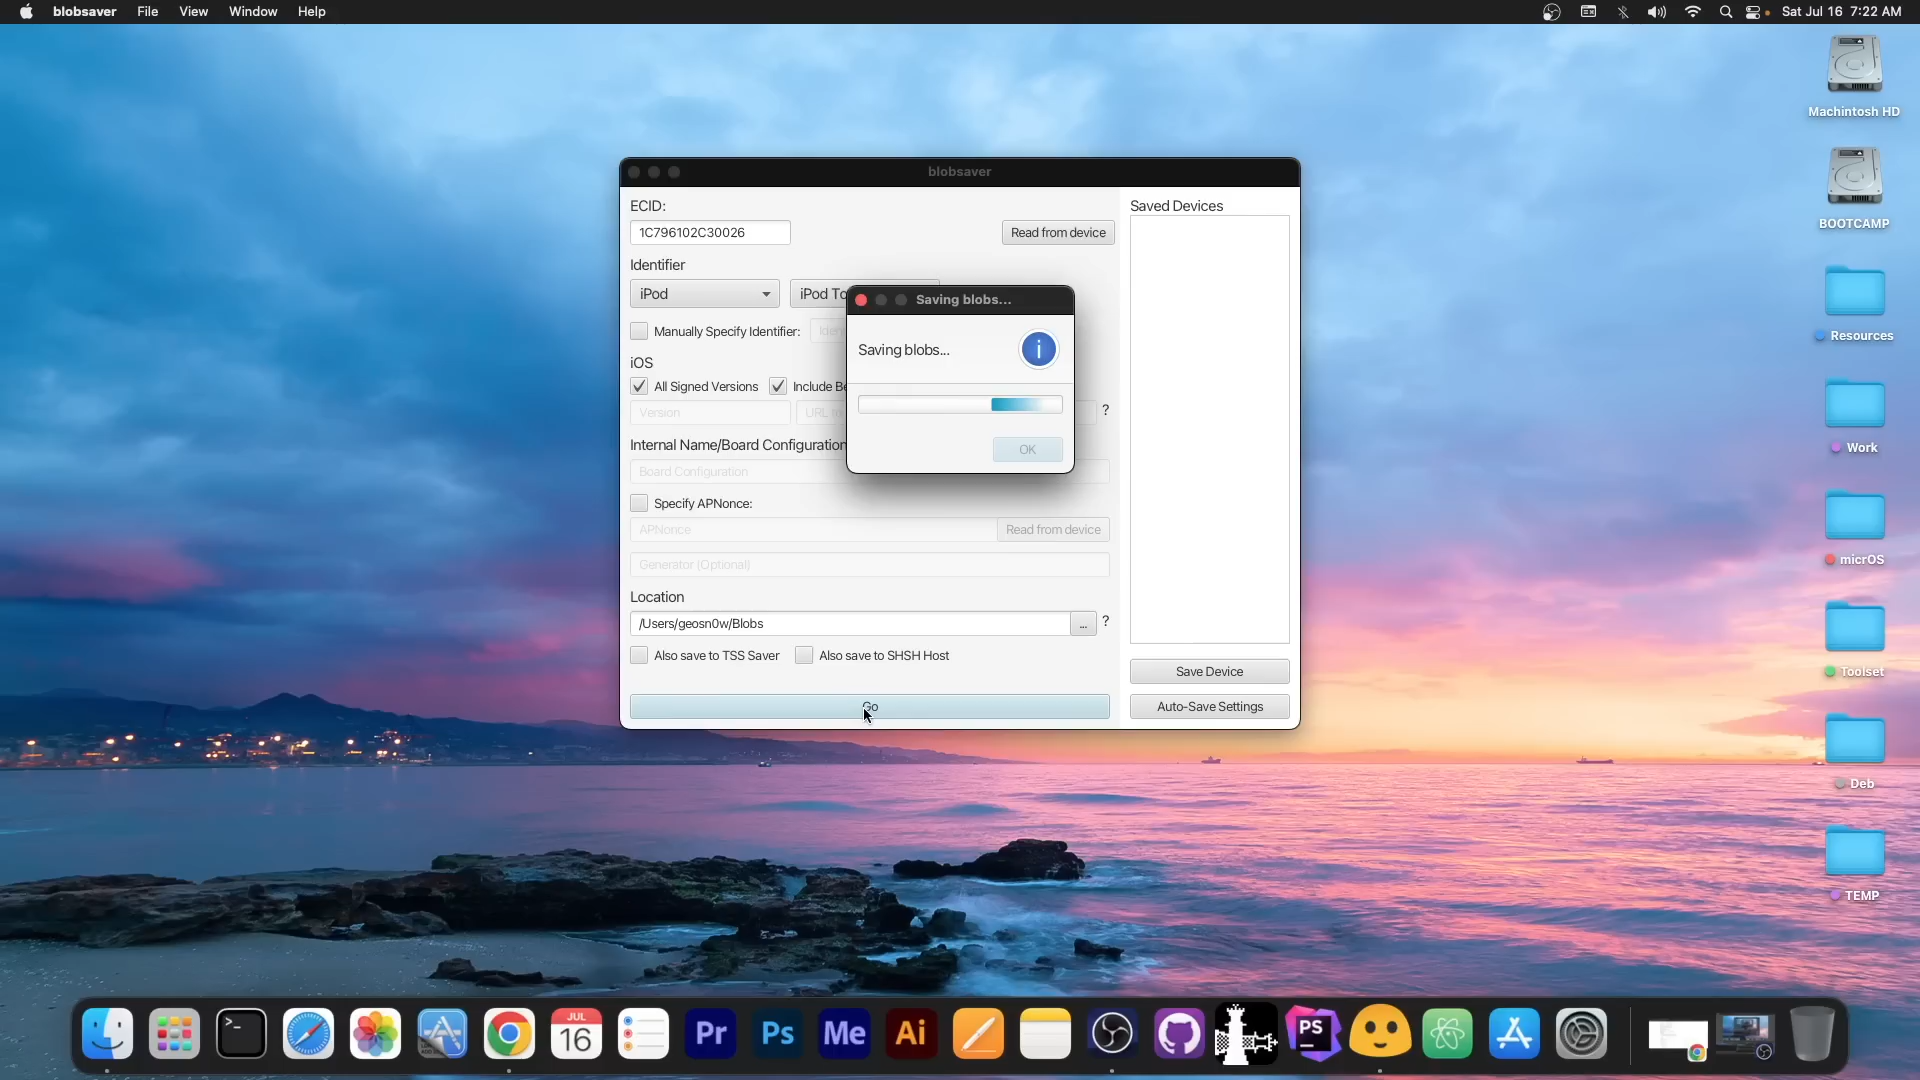 blobsaver File View Window Help
Sat Jul 16 7:22 AM
Machintosh HD
BOOTCAMP
Resources
Work
micrOS
Toolset
Deb
TEMP
blobsaver
ECID:
1C796102C30026
Read from device
Identifier
iPod
iPod To
Manually Specify Identifier:
iOS
All Signed Versions
Include Be
Version
URL to
?
Internal Name/Board Configuration
Board Configuration
Specify APNonce:
APNonce
Read from device
Generator (Optional)
Location
/Users/geosn0w/Blobs
...
?
Also save to TSS Saver
Also save to SHSH Host
Go
Saved Devices
Save Device
Auto-Save Settings
Saving blobs...
Saving blobs...
i
OK
>_
JUL
16
Pr
Ps
Me
Ai
PS